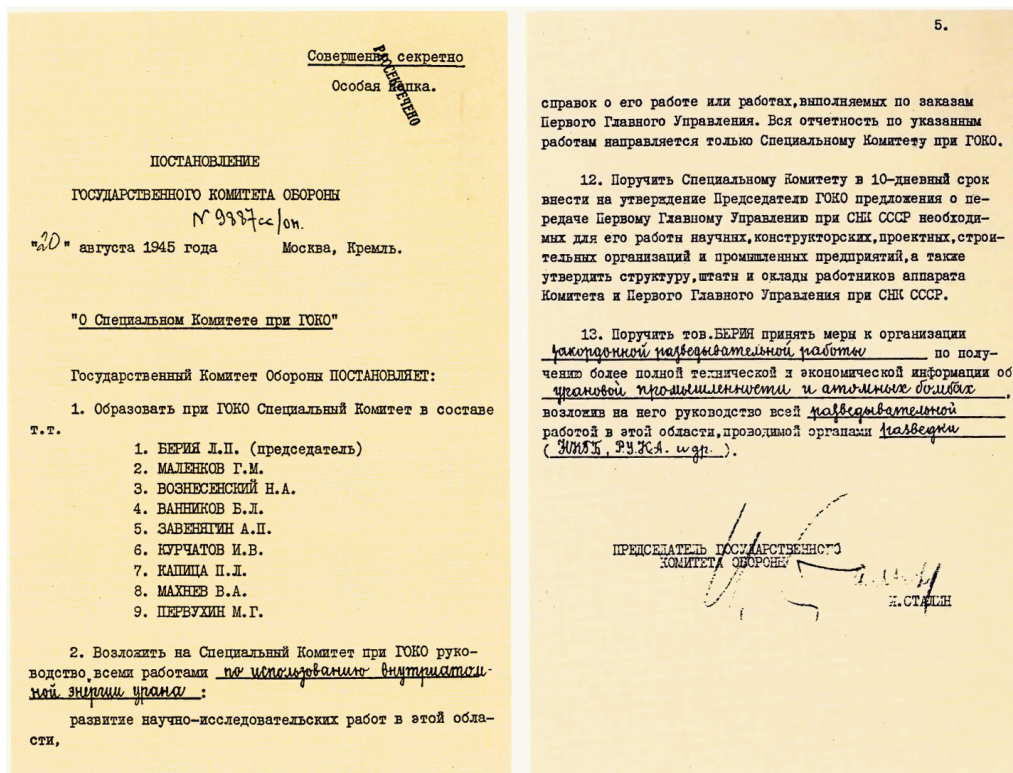 Совершенно секретно
РАССЕКРЕЧЕНО
Особая папка.
ПОСТАНОВЛЕНИЕ
ГОСУДАРСТВЕННОГО КОМИТЕТА ОБОРОНЫ
№ 9887сс/оп.
"20" августа 1945 года Москва, Кремль.
"О Специальном Комитете при ГОКО"
Государственный Комитет Обороны ПОСТАНОВЛЯЕТ:
1. Образовать при ГОКО Специальный Комитет в составе
т.т.
1. БЕРИЯ Л.П. (председатель)
2. МАЛЕНКОВ Г.М.
3. ВОЗНЕСЕНСКИЙ Н.А.
4. ВАННИКОВ Б.Л.
5. ЗАВЕНЯГИН А.П.
6. КУРЧАТОВ И.В.
7. КАПИЦА П.Л.
8. МАХНЕВ В.А.
9. ПЕРВУХИН М.Г.
2. Возложить на Специальный Комитет при ГОКО руко-
водство всеми работами по использованию внутриатом-
ной энергии урана :
развитие научно-исследовательских работ в этой обла-
сти,
5.
справок о его работе или работах,выполняемых по заказам
Первого Главного Управления. Вся отчетность по указанным
работам направляется только Специальному Комитету при ГОКО.
12. Поручить Специальному Комитету в 10-дневный срок
внести на утверждение Председателю ГОКО предложения о пе-
редаче Первому Главному Управлению при СНК СССР необходи-
мых для его работы научных,конструкторских,проектных,строи-
тельных организаций и промышленных предприятий,а также
утвердить структуру,штаты и оклады работников аппарата
Комитета и Первого Главного Управления при СНК СССР.
13. Поручить тов.БЕРИЯ принять меры к организации
закордонной разведывательной работы по полу-
чению более полной технической и экономической информации об
урановой промышленности и атомных бомбах ,
возложив на него руководство всей разведывательной
работой в этой области,проводимой органами разведки
( НКГБ, Р.У.К.А. и др. ).
ПРЕДСЕДАТЕЛЬ ГОСУДАРСТВЕННОГО
КОМИТЕТА ОБОРОНЫ
И.СТАЛИН